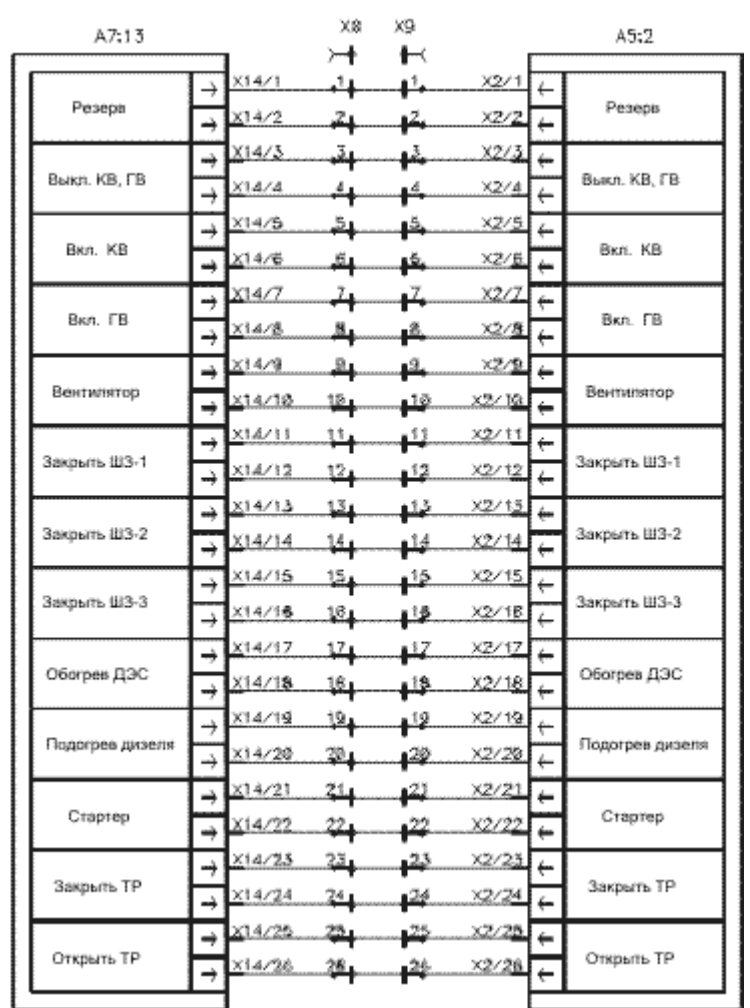 X8 X9
A7:13 A5:2
X14/1 1 1 X2/1
Резерв Резерв
X14/2 2 2 X2/2
X14/3 3 3 X2/3
Выкл. КВ, ГВ Выкл. КВ, ГВ
X14/4 4 4 X2/4
X14/5 5 5 X2/5
Вкл. КВ Вкл. КВ
X14/6 6 6 X2/6
X14/7 7 7 X2/7
Вкл. ГВ Вкл. ГВ
X14/8 8 8 X2/8
X14/9 9 9 X2/9
Вентилятор Вентилятор
X14/10 10 10 X2/10
X14/11 11 11 X2/11
Закрыть ШЗ-1 Закрыть ШЗ-1
X14/12 12 12 X2/12
X14/13 13 13 X2/13
Закрыть ШЗ-2 Закрыть ШЗ-2
X14/14 14 14 X2/14
X14/15 15 15 X2/15
Закрыть ШЗ-3 Закрыть ШЗ-3
X14/16 16 16 X2/16
X14/17 17 17 X2/17
Обогрев ДЭС Обогрев ДЭС
X14/18 18 18 X2/18
X14/19 19 19 X2/19
Подогрев дизеля Подогрев дизеля
X14/20 20 20 X2/20
X14/21 21 21 X2/21
Стартер Стартер
X14/22 22 22 X2/22
X14/23 23 23 X2/23
Закрыть ТР Закрыть ТР
X14/24 24 24 X2/24
X14/25 25 25 X2/25
Открыть ТР Открыть ТР
X14/26 26 26 X2/26